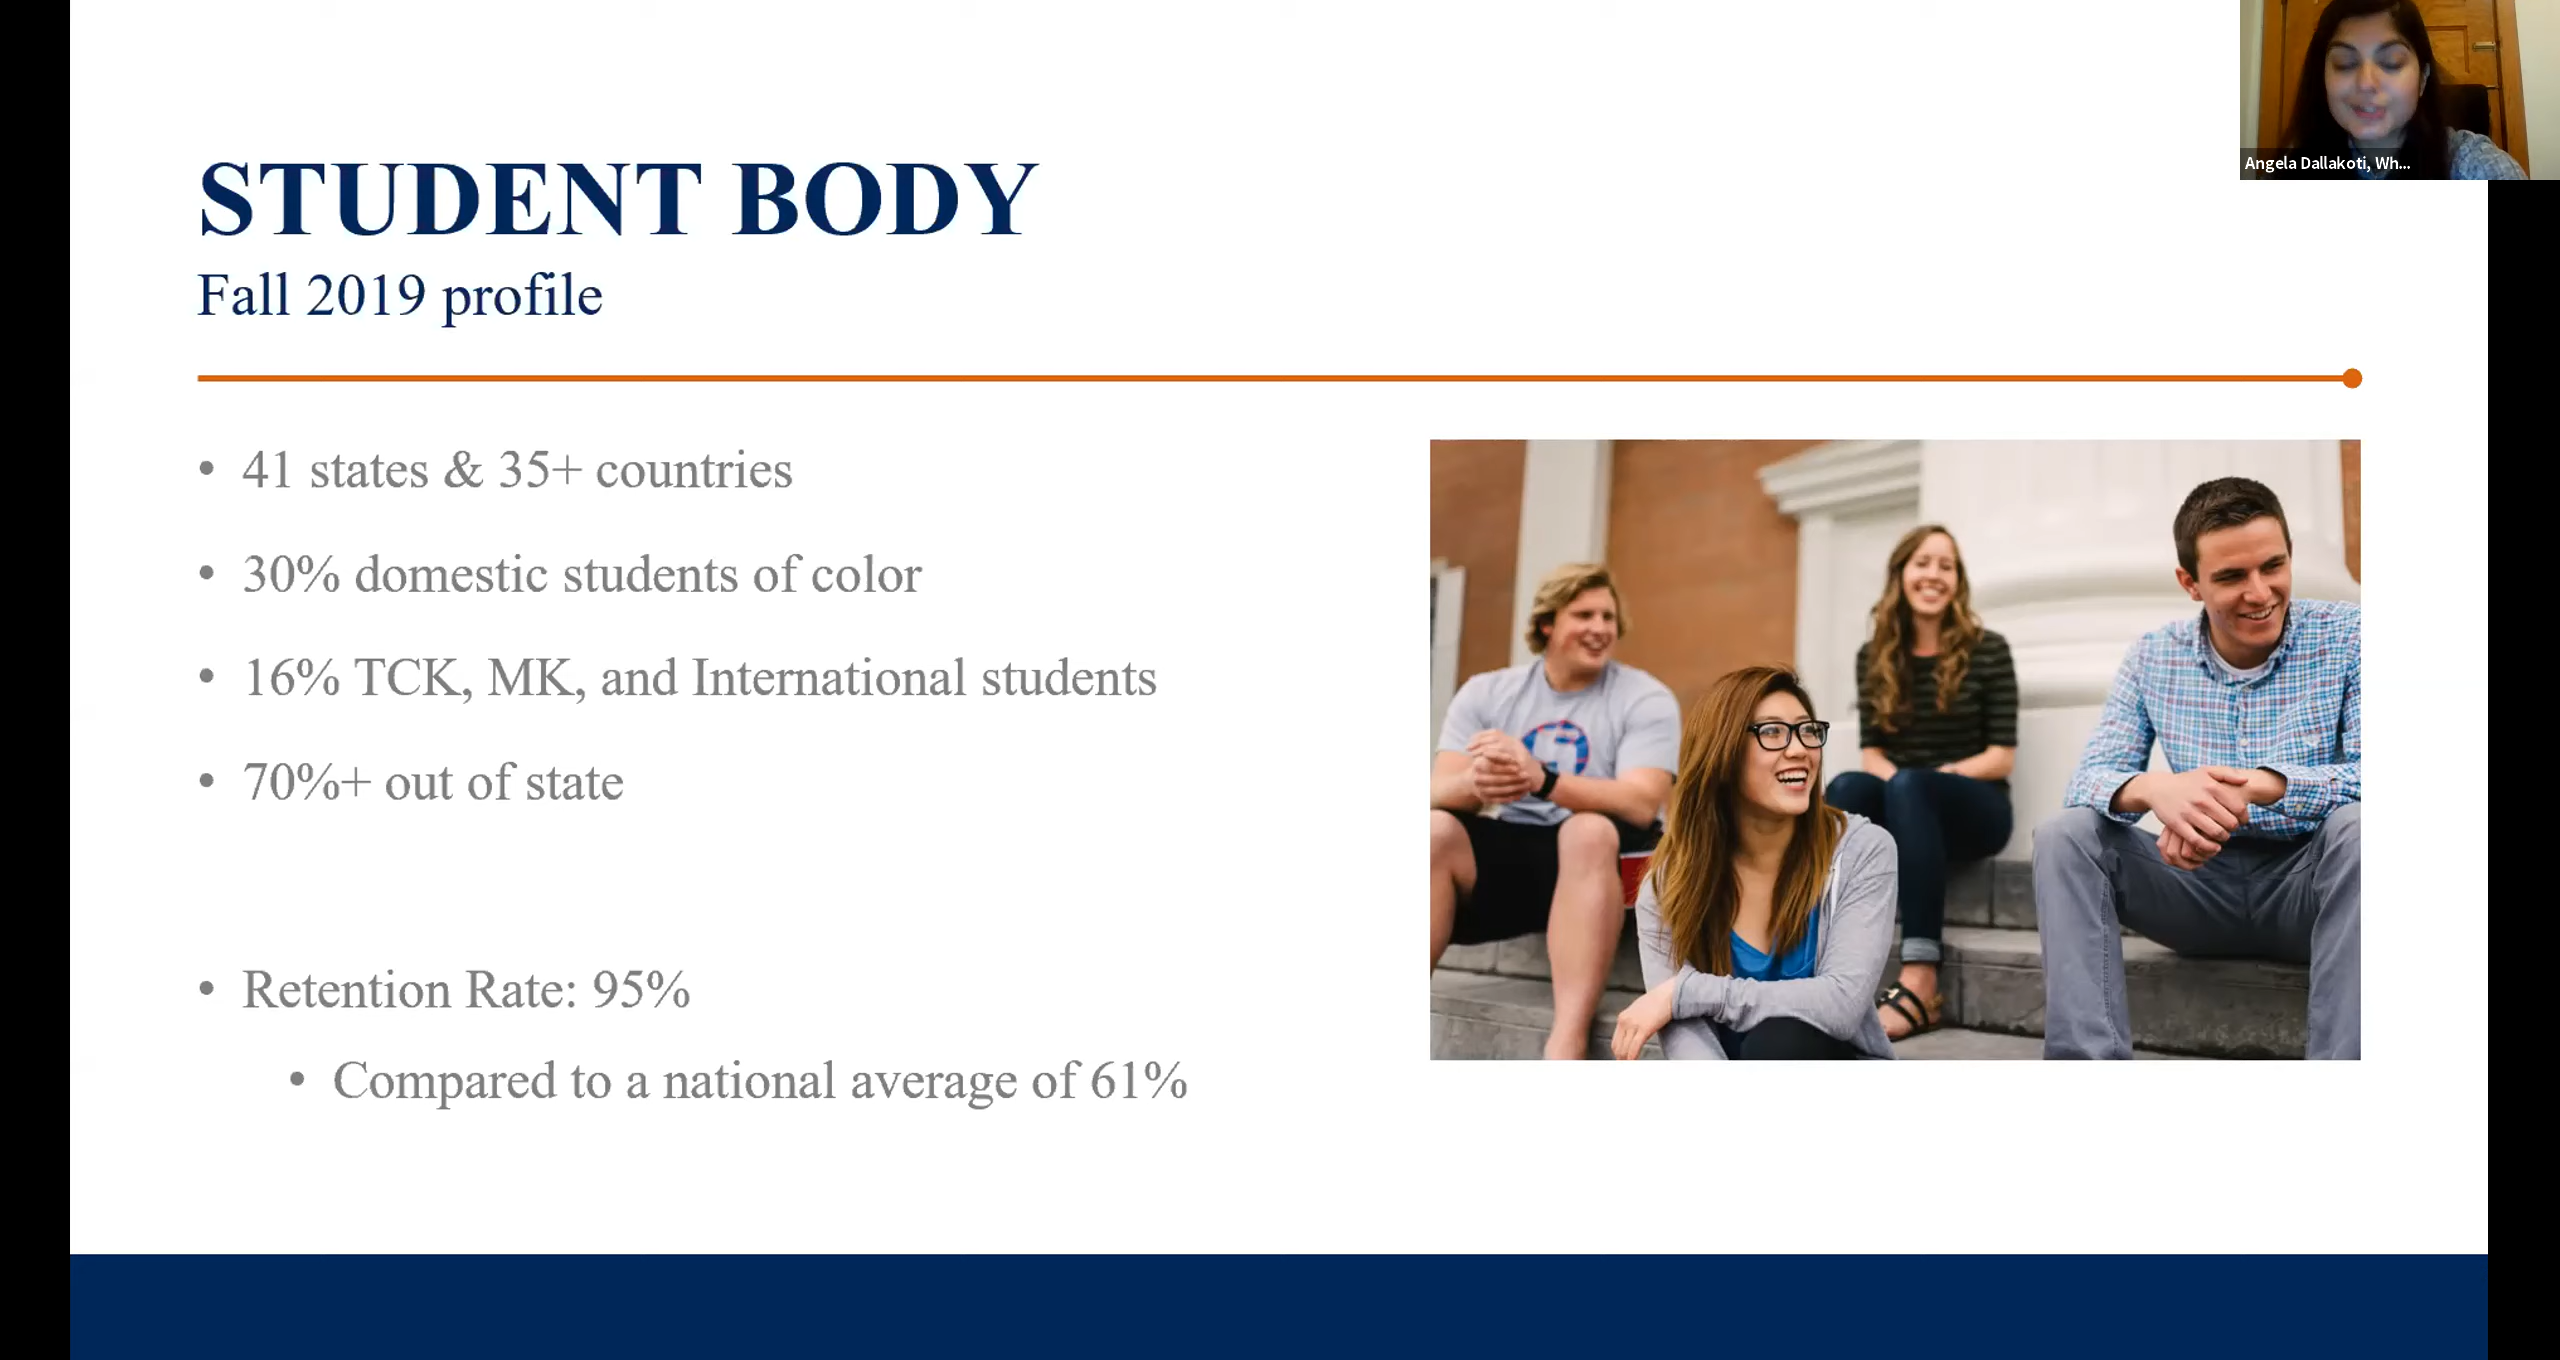 Angela Dallakoti, Wh...
STUDENT BODY
Fall 2019 profile
• 41 states & 35+ countries
• 30% domestic students of color
• 16% TCK, MK, and International students
• 70%+ out of state
• Retention Rate: 95%
• Compared to a national average of 61%